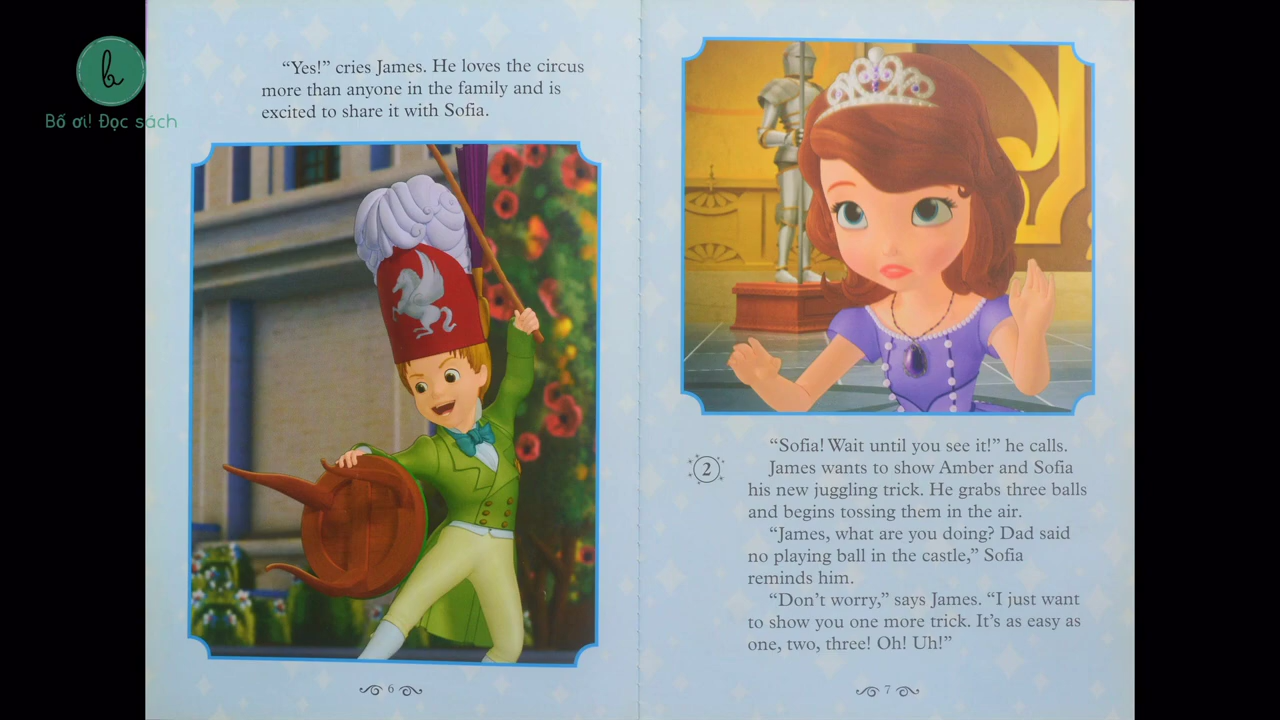 b
Bố ơi! Đọc sách
“Yes!” cries James. He loves the circus
more than anyone in the family and is
excited to share it with Sofia.
6
“Sofia! Wait until you see it!” he calls.
2
James wants to show Amber and Sofia
his new juggling trick. He grabs three balls
and begins tossing them in the air.
“James, what are you doing? Dad said
no playing ball in the castle,” Sofia
reminds him.
“Don’t worry,” says James. “I just want
to show you one more trick. It’s as easy as
one, two, three! Oh! Uh!”
7